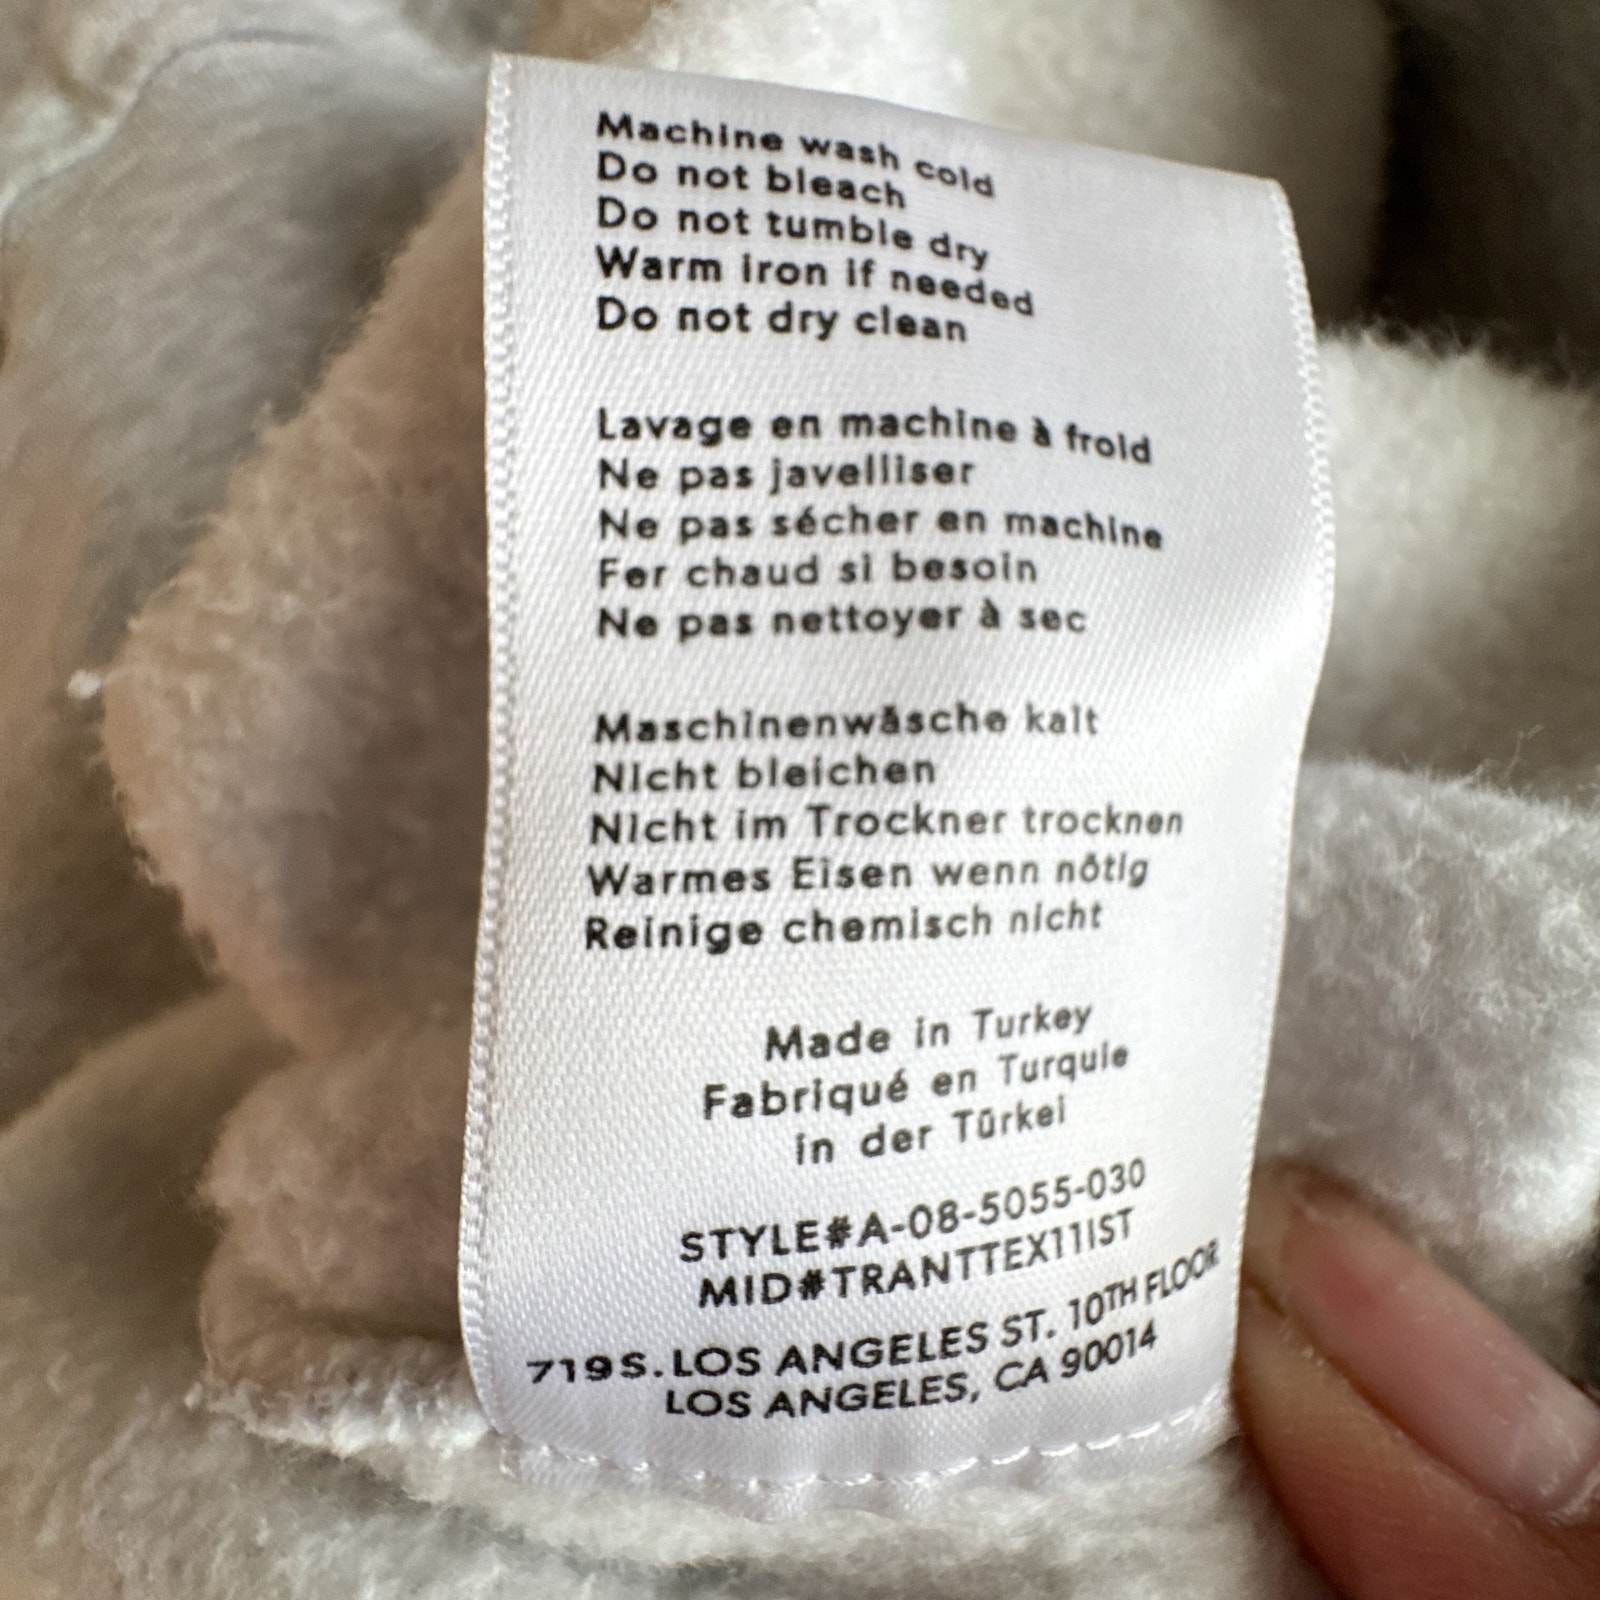 Machine wash cold
Do not bleach
Do not tumble dry
Warm iron if needed
Do not dry clean
Lavage en machine à froid
Ne pas javelliser
Ne pas sécher en machine
Fer chaud si besoin
Ne pas nettoyer à sec
Maschinenwäsche kalt
Nicht bleichen
Nicht im Trockner trocknen
Warmes Eisen wenn nötig
Reinige chemisch nicht
Made in Turkey
Fabriqué en Turquie
in der Türkei
STYLE#A-08-5055-030
MID#TRANTTEX11IST
719 S. LOS ANGELES ST. 10TH FLOOR
LOS ANGELES, CA 90014